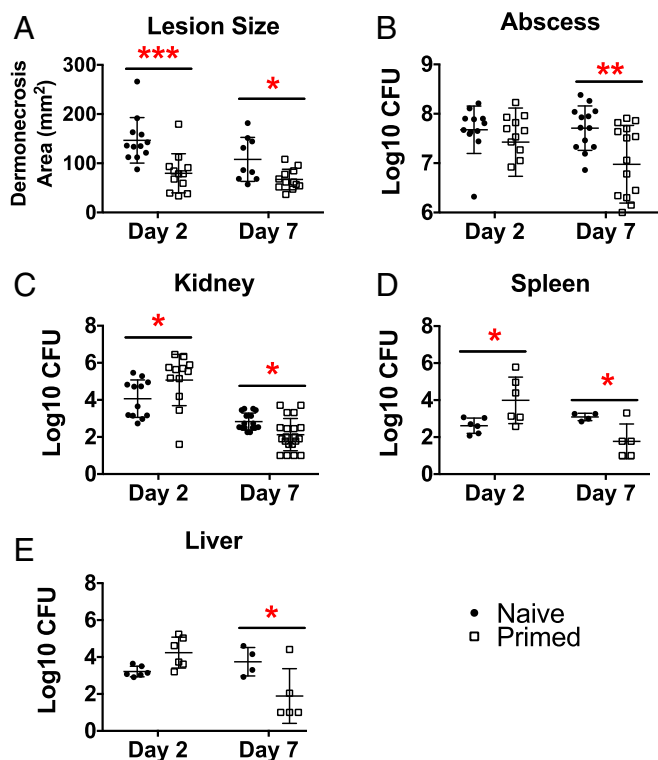 A
Lesion Size
Dermonecrosis
Area (mm²)
300
200
100
0
***
*
Day 2
Day 7
B
Abscess
Log10 CFU
9
8
7
6
**
Day 2
Day 7
C
Kidney
Log10 CFU
8
6
4
2
0
*
*
Day 2
Day 7
D
Spleen
Log10 CFU
8
6
4
2
0
*
*
Day 2
Day 7
E
Liver
Log10 CFU
8
6
4
2
0
*
Day 2
Day 7
Naive
Primed